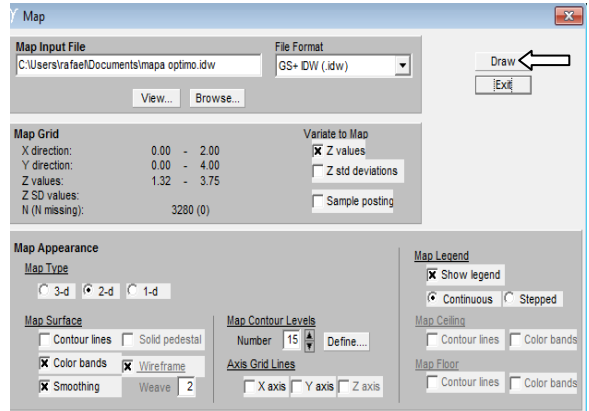 Map
Map Input File
File Format
C:\Users\rafael\Documents\mapa optimo.idw
GS+ IDW (.idw)
View...
Browse...
Draw
Exit
Map Grid
Variate to Map
X direction: 0.00 - 2.00
Y direction: 0.00 - 4.00
Z values: 1.32 - 3.75
Z SD values:
N (N missing): 3280 (0)
Z values
Z std deviations
Sample posting
Map Appearance
Map Type
3-d 2-d 1-d
Map Surface
Contour lines Solid pedestal
Color bands Wireframe
Smoothing Weave 2
Map Contour Levels
Number 15 Define....
Axis Grid Lines
X axis Y axis Z axis
Map Legend
Show legend
Continuous Stepped
Map Ceiling
Contour lines Color bands
Map Floor
Contour lines Color bands